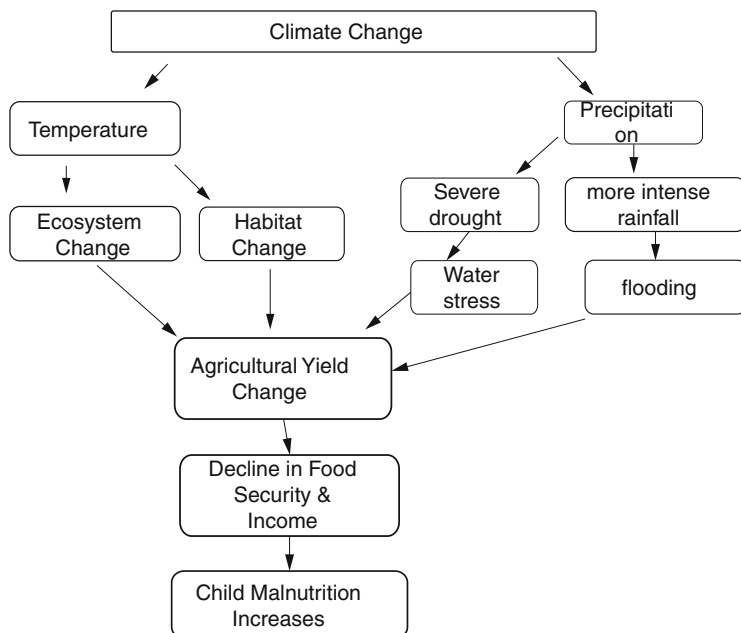 Climate Change
Temperature
Precipitati
on
Ecosystem
Change
Habitat
Change
Severe
drought
more intense
rainfall
Water
stress
flooding
Agricultural Yield
Change
Decline in Food
Security &
Income
Child Malnutrition
Increases